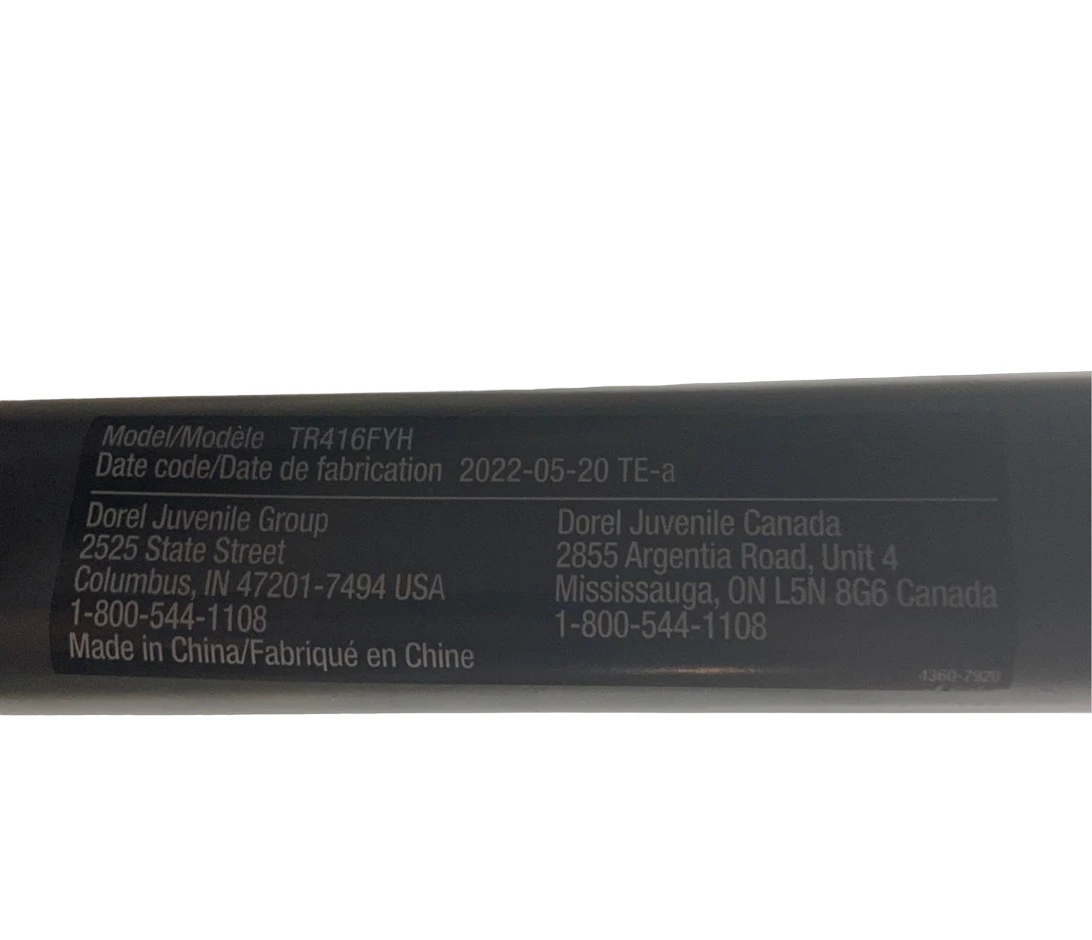 Model/Modèle TR416FYH
Date code/Date de fabrication 2022-05-20 TE-a
Dorel Juvenile Group
2525 State Street
Columbus, IN 47201-7494 USA
1-800-544-1108
Made in China/Fabriqué en Chine
Dorel Juvenile Canada
2855 Argentia Road, Unit 4
Mississauga, ON L5N 8G6 Canada
1-800-544-1108
4360-7920